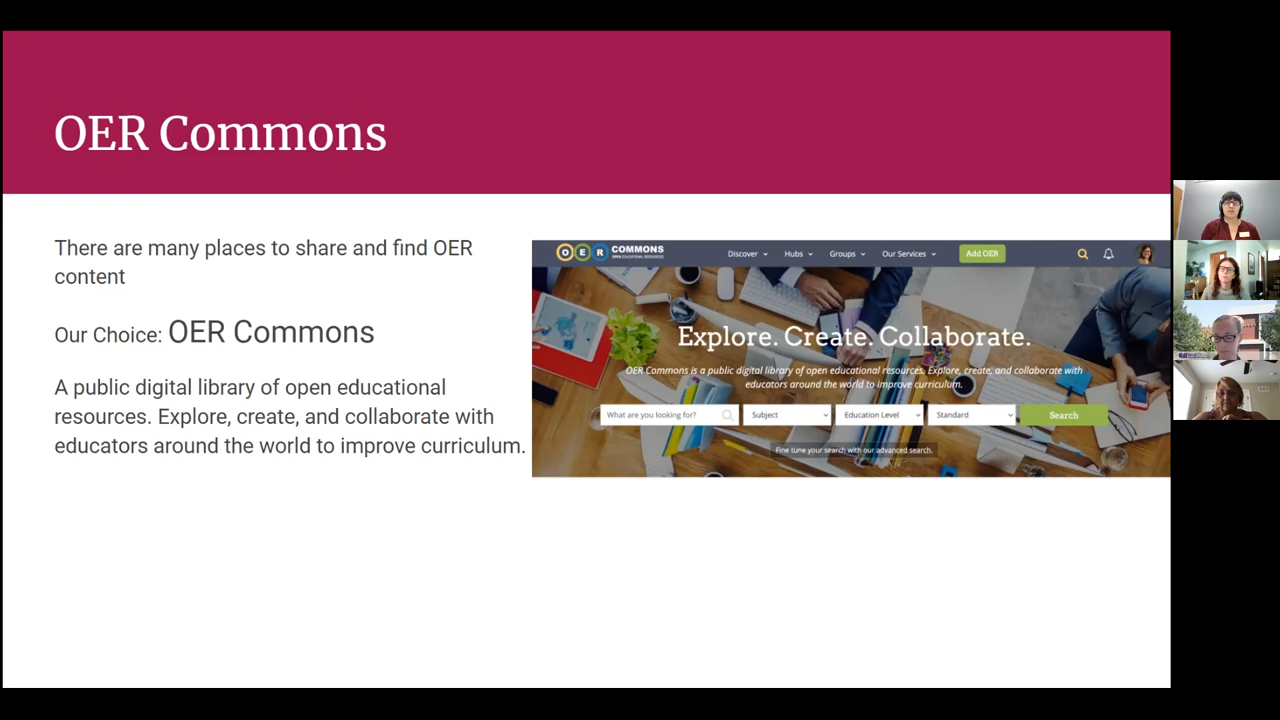 OER Commons
There are many places to share and find OER
content
Our Choice: OER Commons
A public digital library of open educational
resources. Explore, create, and collaborate with
educators around the world to improve curriculum.
OER COMMONS
OPEN EDUCATIONAL RESOURCES
Discover Hubs Groups Our Services Add OER
Explore. Create. Collaborate.
OER Commons is a public digital library of open educational resources. Explore, create, and collaborate with
educators around the world to improve curriculum.
What are you looking for? Subject Education Level Standard Search
Fine tune your search with our advanced search.